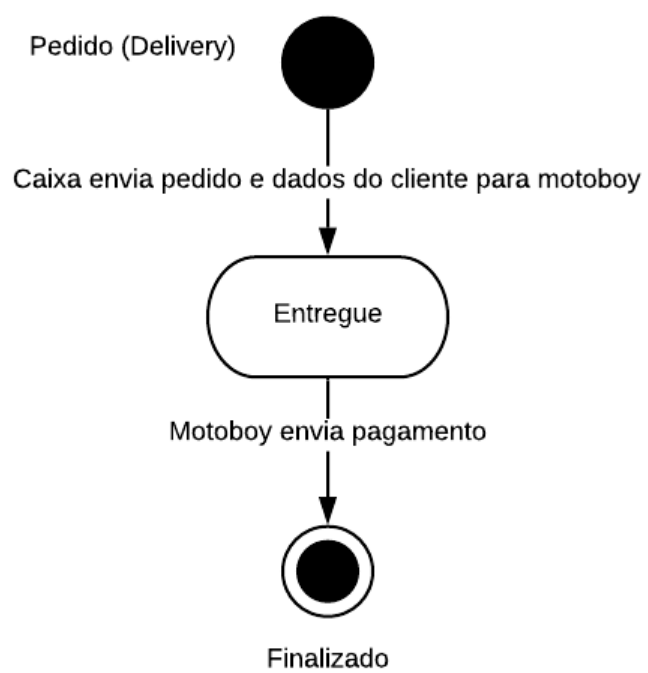 Pedido (Delivery)
Caixa envia pedido e dados do cliente para motoboy
Entregue
Motoboy envia pagamento
Finalizado